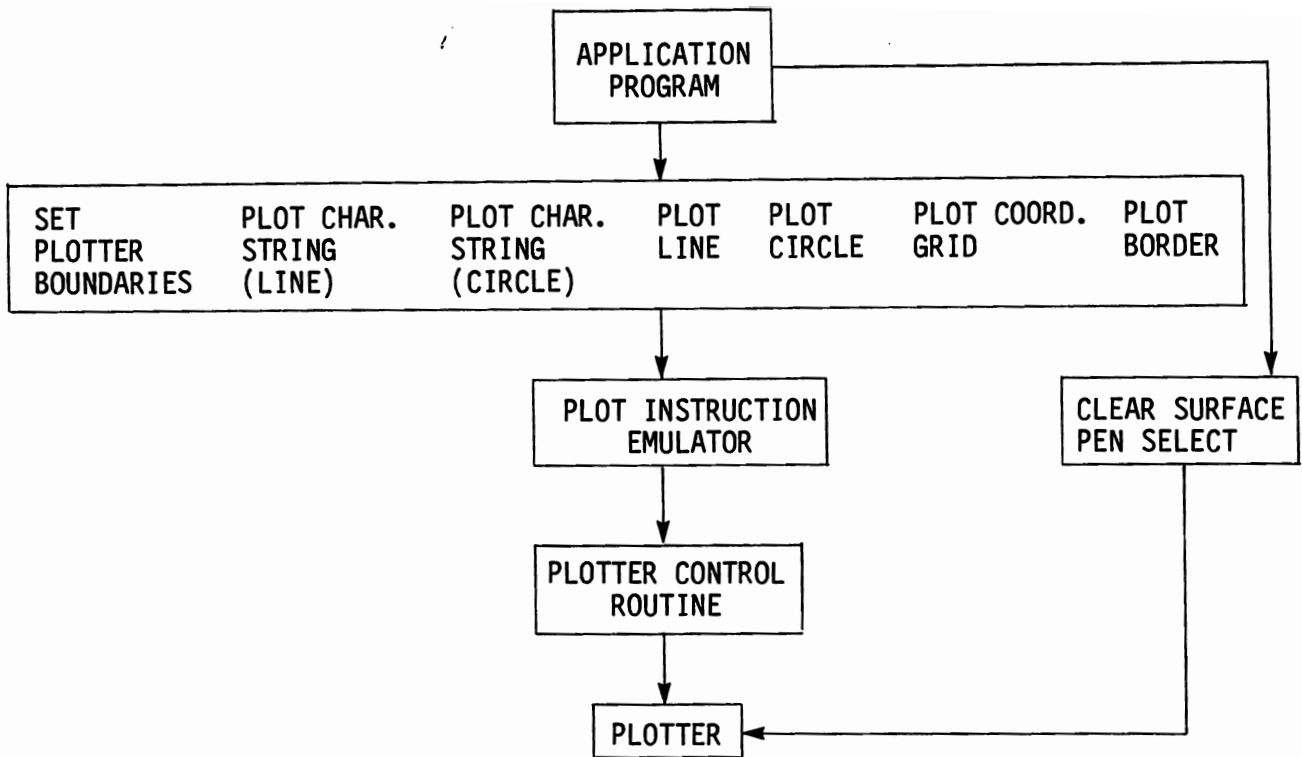 APPLICATION
PROGRAM
SET
PLOTTER
BOUNDARIES
PLOT CHAR.
STRING
(LINE)
PLOT CHAR.
STRING
(CIRCLE)
PLOT
LINE
PLOT
CIRCLE
PLOT COORD.
GRID
PLOT
BORDER
PLOT INSTRUCTION
EMULATOR
CLEAR SURFACE
PEN SELECT
PLOTTER CONTROL
ROUTINE
PLOTTER